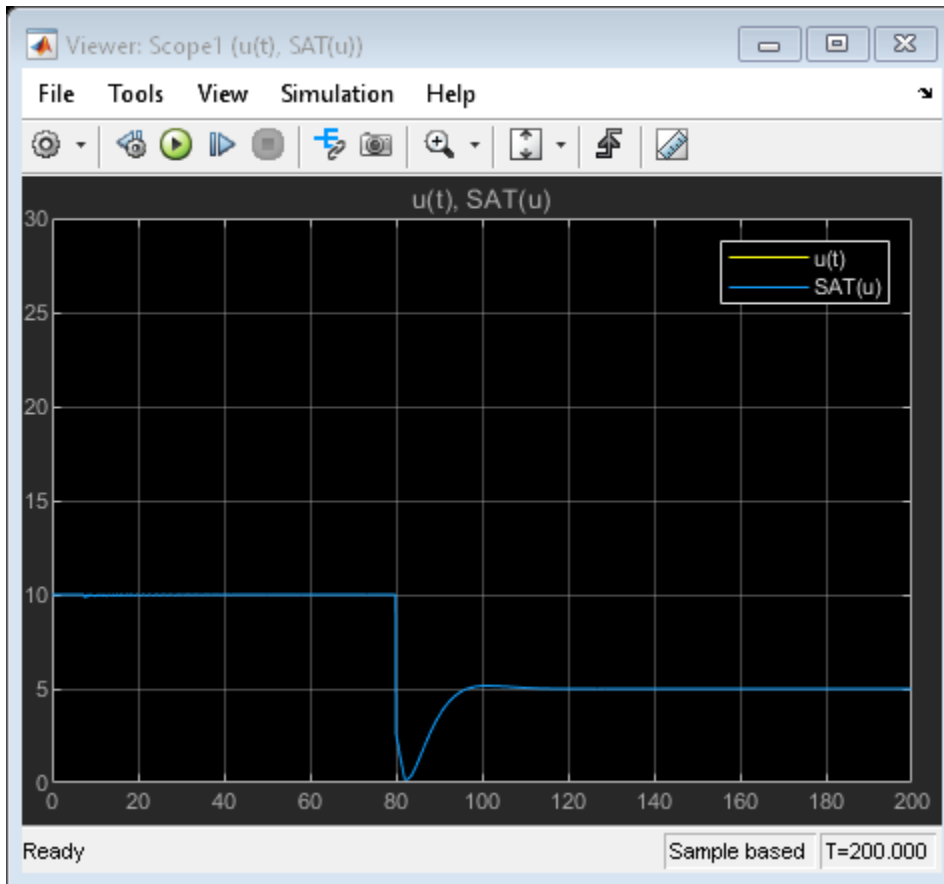 Viewer: Scope1 (u(t), SAT(u))
File Tools View Simulation Help
u(t), SAT(u)
30
u(t)
SAT(u)
25
20
15
10
5
0
0 20 40 60 80 100 120 140 160 180 200
Ready Sample based T=200.000